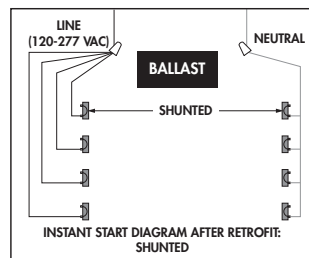 LINE
(120-277 VAC)
NEUTRAL
BALLAST
SHUNTED
INSTANT START DIAGRAM AFTER RETROFIT:
SHUNTED